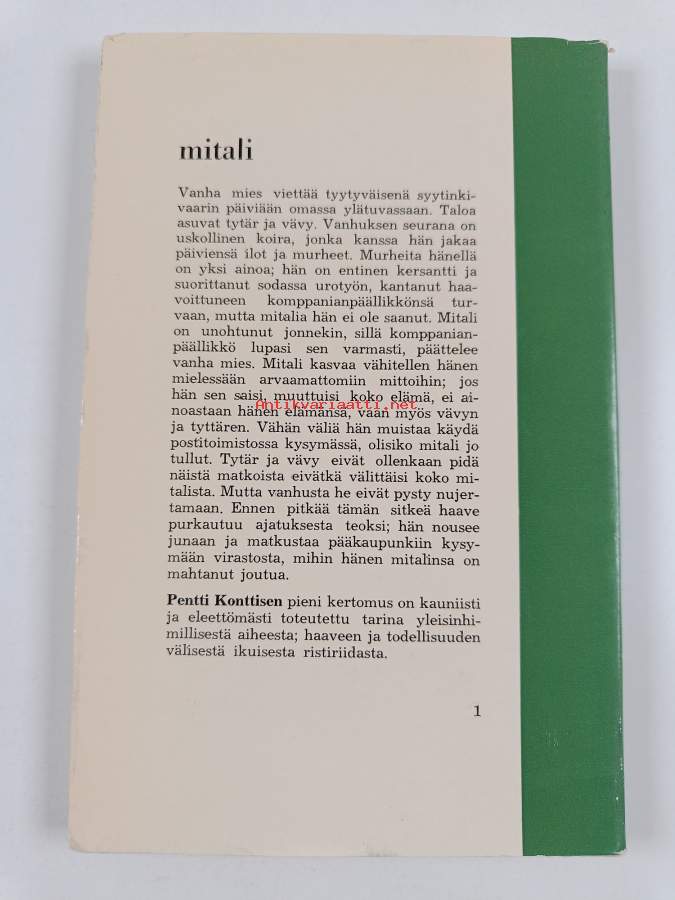 mitali
Vanha mies viettää tyytyväisenä syytinki-
vaarin päiviään omassa ylätuvassaan. Taloa
asuvat tytär ja vävy. Vanhuksen seurana on
uskollinen koira, jonka kanssa hän jakaa
päiviensä ilot ja murheet. Murheita hänellä
on yksi ainoa; hän on entinen kersantti ja
suorittanut sodassa urotyön, kantanut haa-
voittuneen komppanianpäällikkönsä tur-
vaan, mutta mitalia hän ei ole saanut. Mitali
on unohtunut jonnekin, sillä komppanian-
päällikkö lupasi sen varmasti, päättelee
vanha mies. Mitali kasvaa vähitellen hänen
mielessään arvaamattomiin mittoihin; jos
hän sen saisi, muuttuisi koko elämä, ei ai-
Antikvariaatti.net
noastaan hänen elämänsä, vaan myös vävyn
ja tyttären. Vähän väliä hän muistaa käydä
postitoimistossa kysymässä, olisiko mitali jo
tullut. Tytär ja vävy eivät ollenkaan pidä
näistä matkoista eivätkä välittäisi koko mi-
talista. Mutta vanhusta he eivät pysty nujer-
tamaan. Ennen pitkää tämän sitkeä haave
purkautuu ajatuksesta teoksi; hän nousee
junaan ja matkustaa pääkaupunkiin kysy-
mään virastosta, mihin hänen mitalinsa on
mahtanut joutua.
Pentti Konttisen pieni kertomus on kauniisti
ja eleettömästi toteutettu tarina yleisinhi-
millisestä aiheesta; haaveen ja todellisuuden
välisestä ikuisesta ristiriidasta.
1